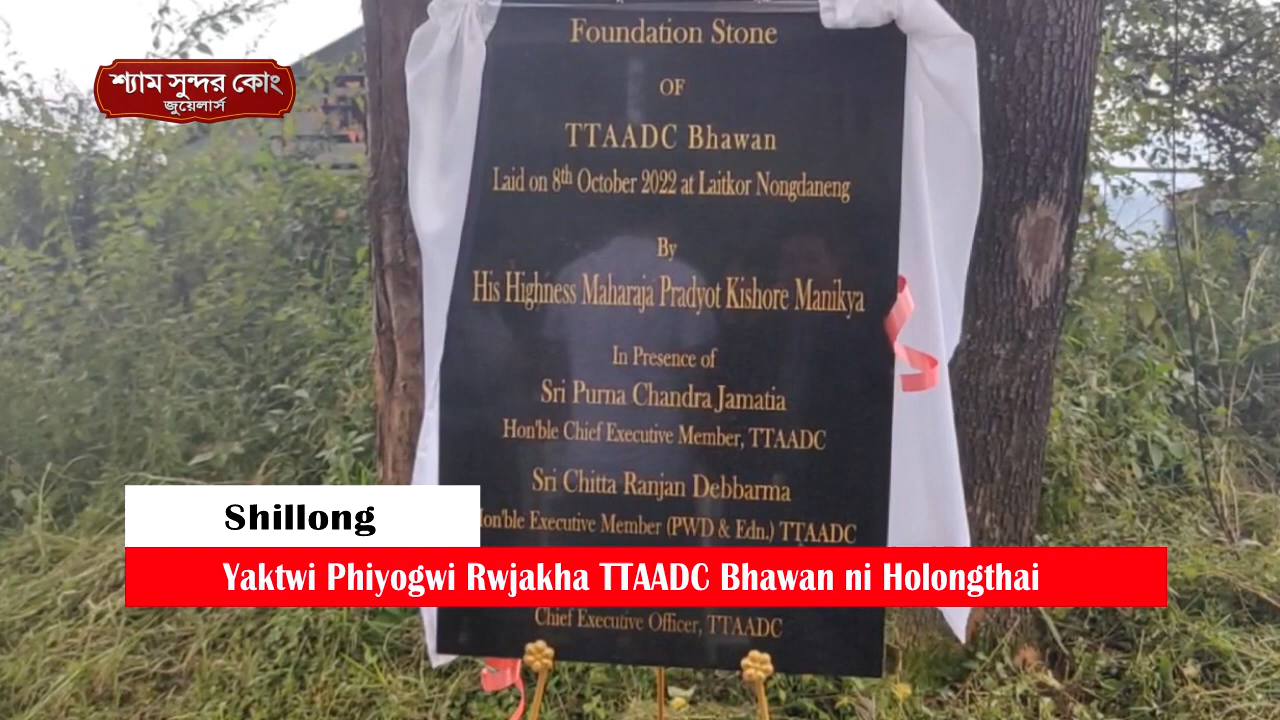 শ্যাম সুন্দর কোং
জুয়েলার্স
Foundation Stone
OF
TTAADC Bhawan
Laid on 8th October 2022 at Laitkor Nongdaneng
By
His Highness Maharaja Pradyot Kishore Manikya
In Presence of
Sri Purna Chandra Jamatia
Hon'ble Chief Executive Member, TTAADC
Sri Chitta Ranjan Debbarma
Hon'ble Executive Member (PWD & Edn.) TTAADC
Chief Executive Officer, TTAADC
Shillong
Yaktwi Phiyogwi Rwjakha TTAADC Bhawan ni Holongthai